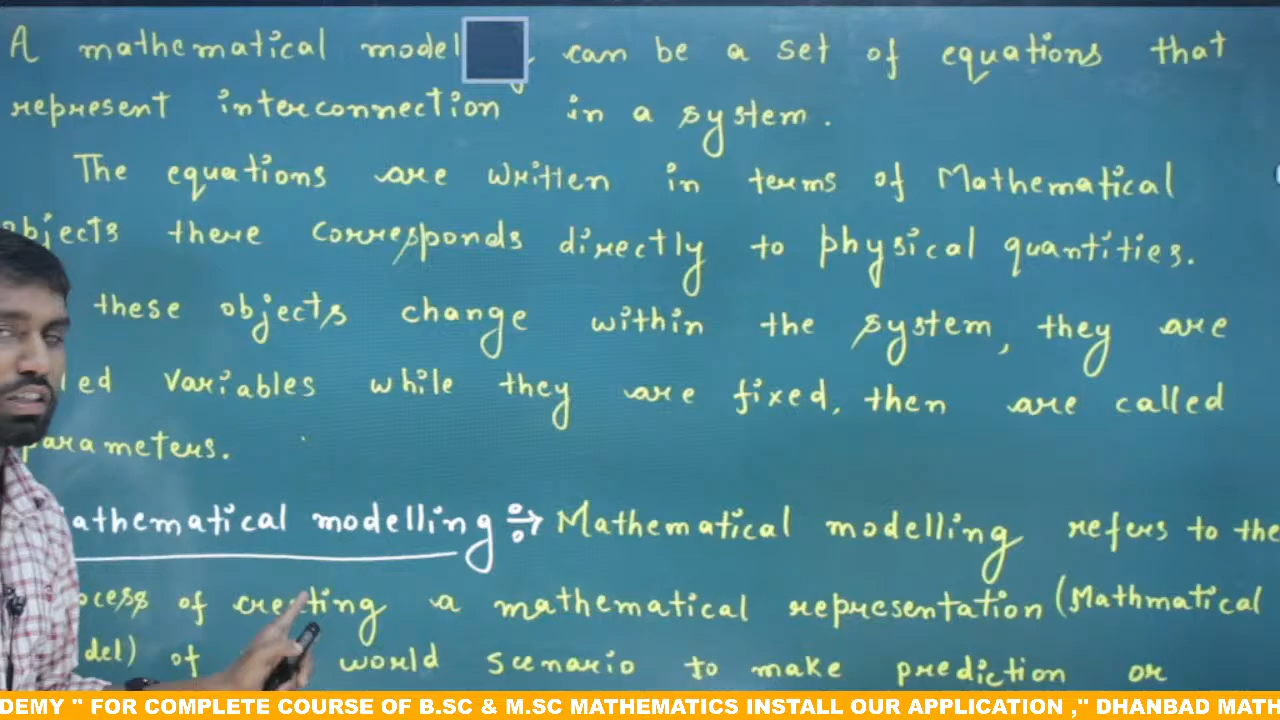 A mathematical model can be a set of equations that
represent interconnection in a system.
The equations are written in terms of Mathematical
objects there corresponds directly to physical quantities.
these objects change within the system, they are
led variables while they are fixed, then are called
parameters.
athematical modelling Mathematical modelling refers to the
ocess of creating a mathematical representation (Mathmatical
del) of world scenario to make prediction or
DEMY " FOR COMPLETE COURSE OF B.SC & M.SC MATHEMATICS INSTALL OUR APPLICATION ," DHANBAD MATH